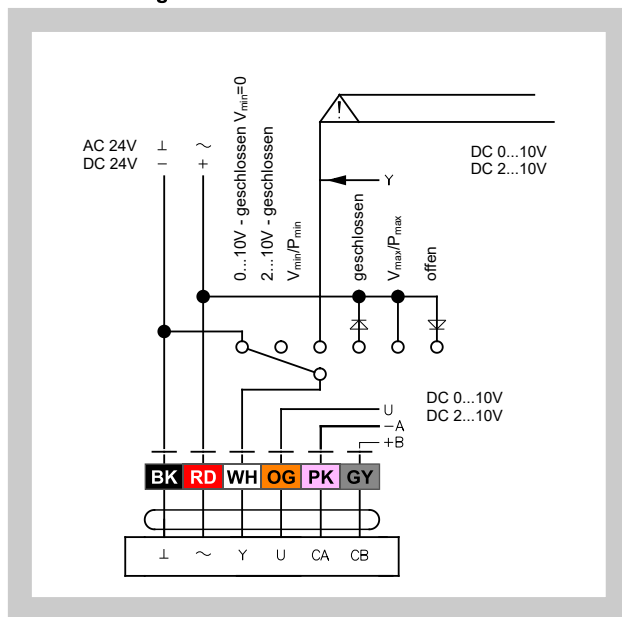 AC 24V ⊥ ~
DC 24V − +
0...10V - geschlossen Vmin=0
2...10V - geschlossen
Vmin/Pmin
!
DC 0...10V
DC 2...10V
Y
geschlossen
Vmax/Pmax
offen
DC 0...10V
DC 2...10V
U
−A
+B
BK RD WH OG PK GY
⊥ ~ Y U CA CB